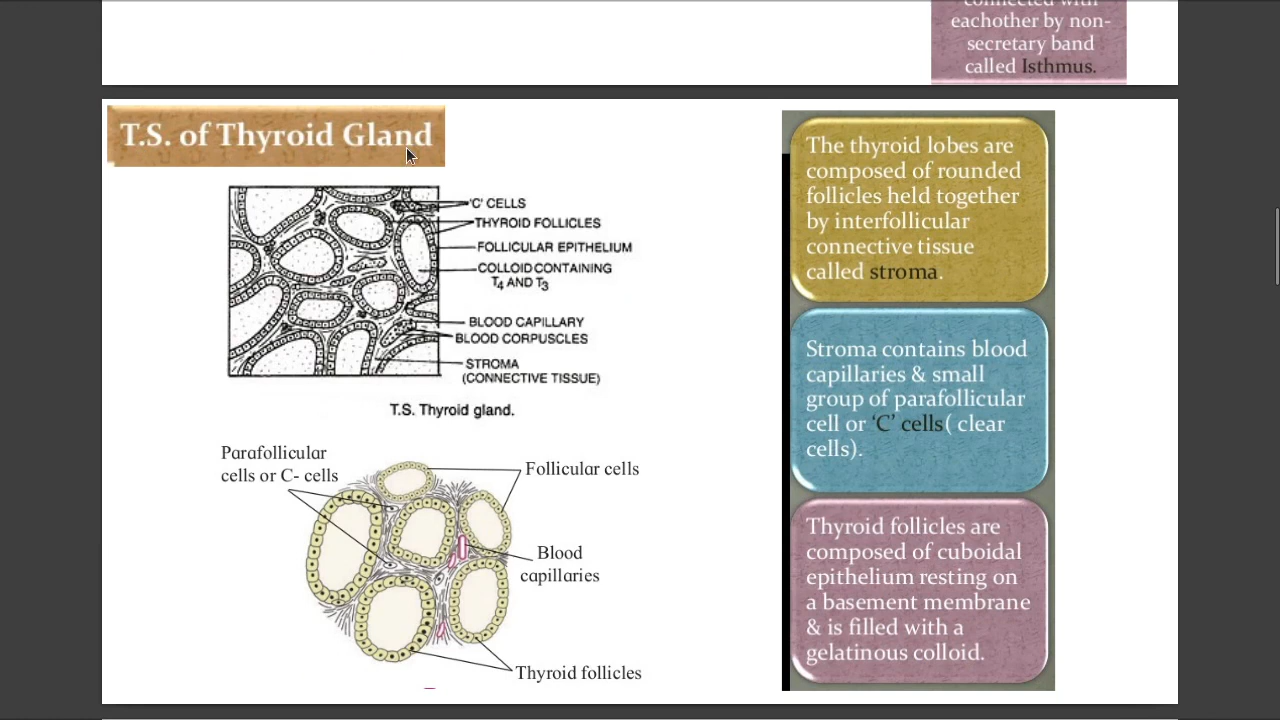 connected with
eachother by non-
secretary band
called Isthmus.
T.S. of Thyroid Gland
'C' CELLS
THYROID FOLLICLES
FOLLICULAR EPITHELIUM
COLLOID CONTAINING
T4 AND T3
BLOOD CAPILLARY
BLOOD CORPUSCLES
STROMA
(CONNECTIVE TISSUE)
T.S. Thyroid gland.
Parafollicular
cells or C- cells
Follicular cells
Blood
capillaries
Thyroid follicles
The thyroid lobes are
composed of rounded
follicles held together
by interfollicular
connective tissue
called stroma.
Stroma contains blood
capillaries & small
group of parafollicular
cell or ‘C’ cells( clear
cells).
Thyroid follicles are
composed of cuboidal
epithelium resting on
a basement membrane
& is filled with a
gelatinous colloid.